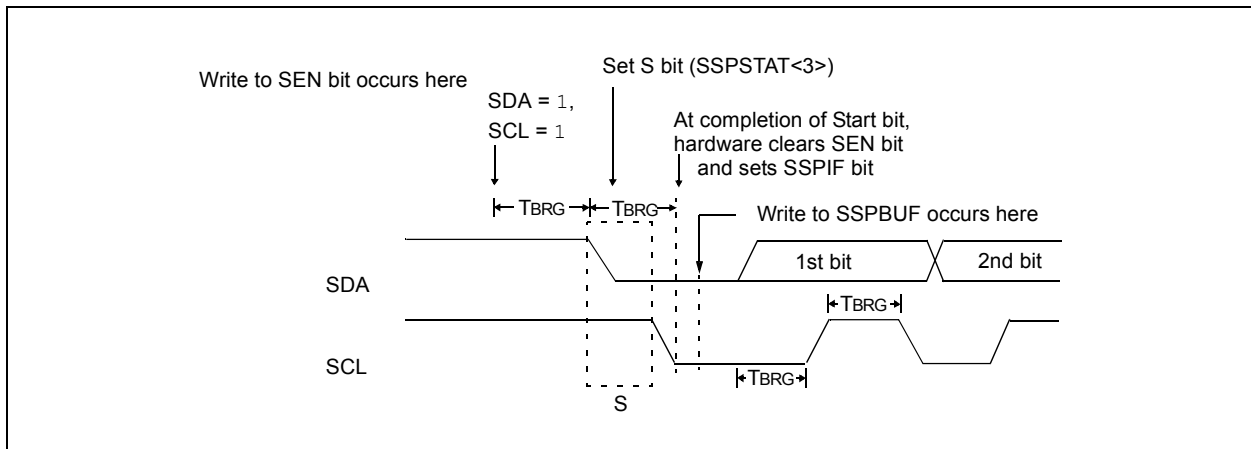 Write to SEN bit occurs here
Set S bit (SSPSTAT<3>)
SDA = 1,
SCL = 1
At completion of Start bit,
hardware clears SEN bit
and sets SSPIF bit
TBRG
TBRG
Write to SSPBUF occurs here
SDA
1st bit
2nd bit
TBRG
SCL
TBRG
S